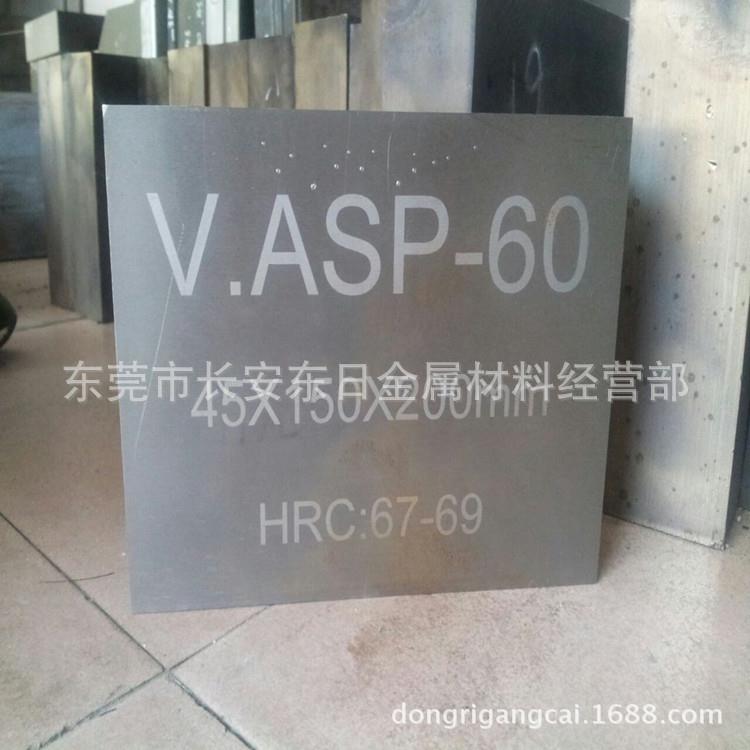 V.ASP-60
东莞市长安东日金属材料经营部
45X150X200mm
HRC:67-69
dongrigangcai.1688.com